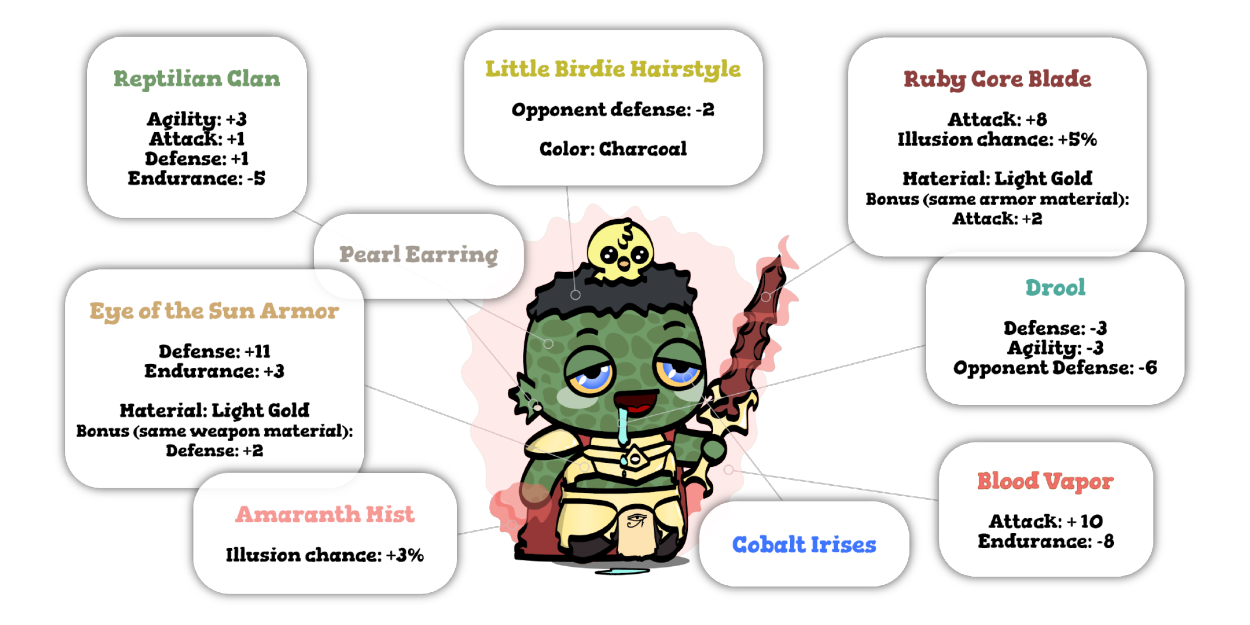 Reptilian Clan
Agility: +3
Attack: +1
Defense: +1
Endurance: -5
Little Birdie Hairstyle
Opponent defense: -2
Color: Charcoal
Ruby Core Blade
Attack: +8
Illusion chance: +5%
Material: Light Gold
Bonus (same armor material):
Attack: +2
Pearl Earring
Eye of the Sun Armor
Defense: +11
Endurance: +3
Material: Light Gold
Bonus (same weapon material):
Defense: +2
Drool
Defense: -3
Agility: -3
Opponent Defense: -6
Amaranth Mist
Illusion chance: +3%
Cobalt Irises
Blood Vapor
Attack: + 10
Endurance: -8